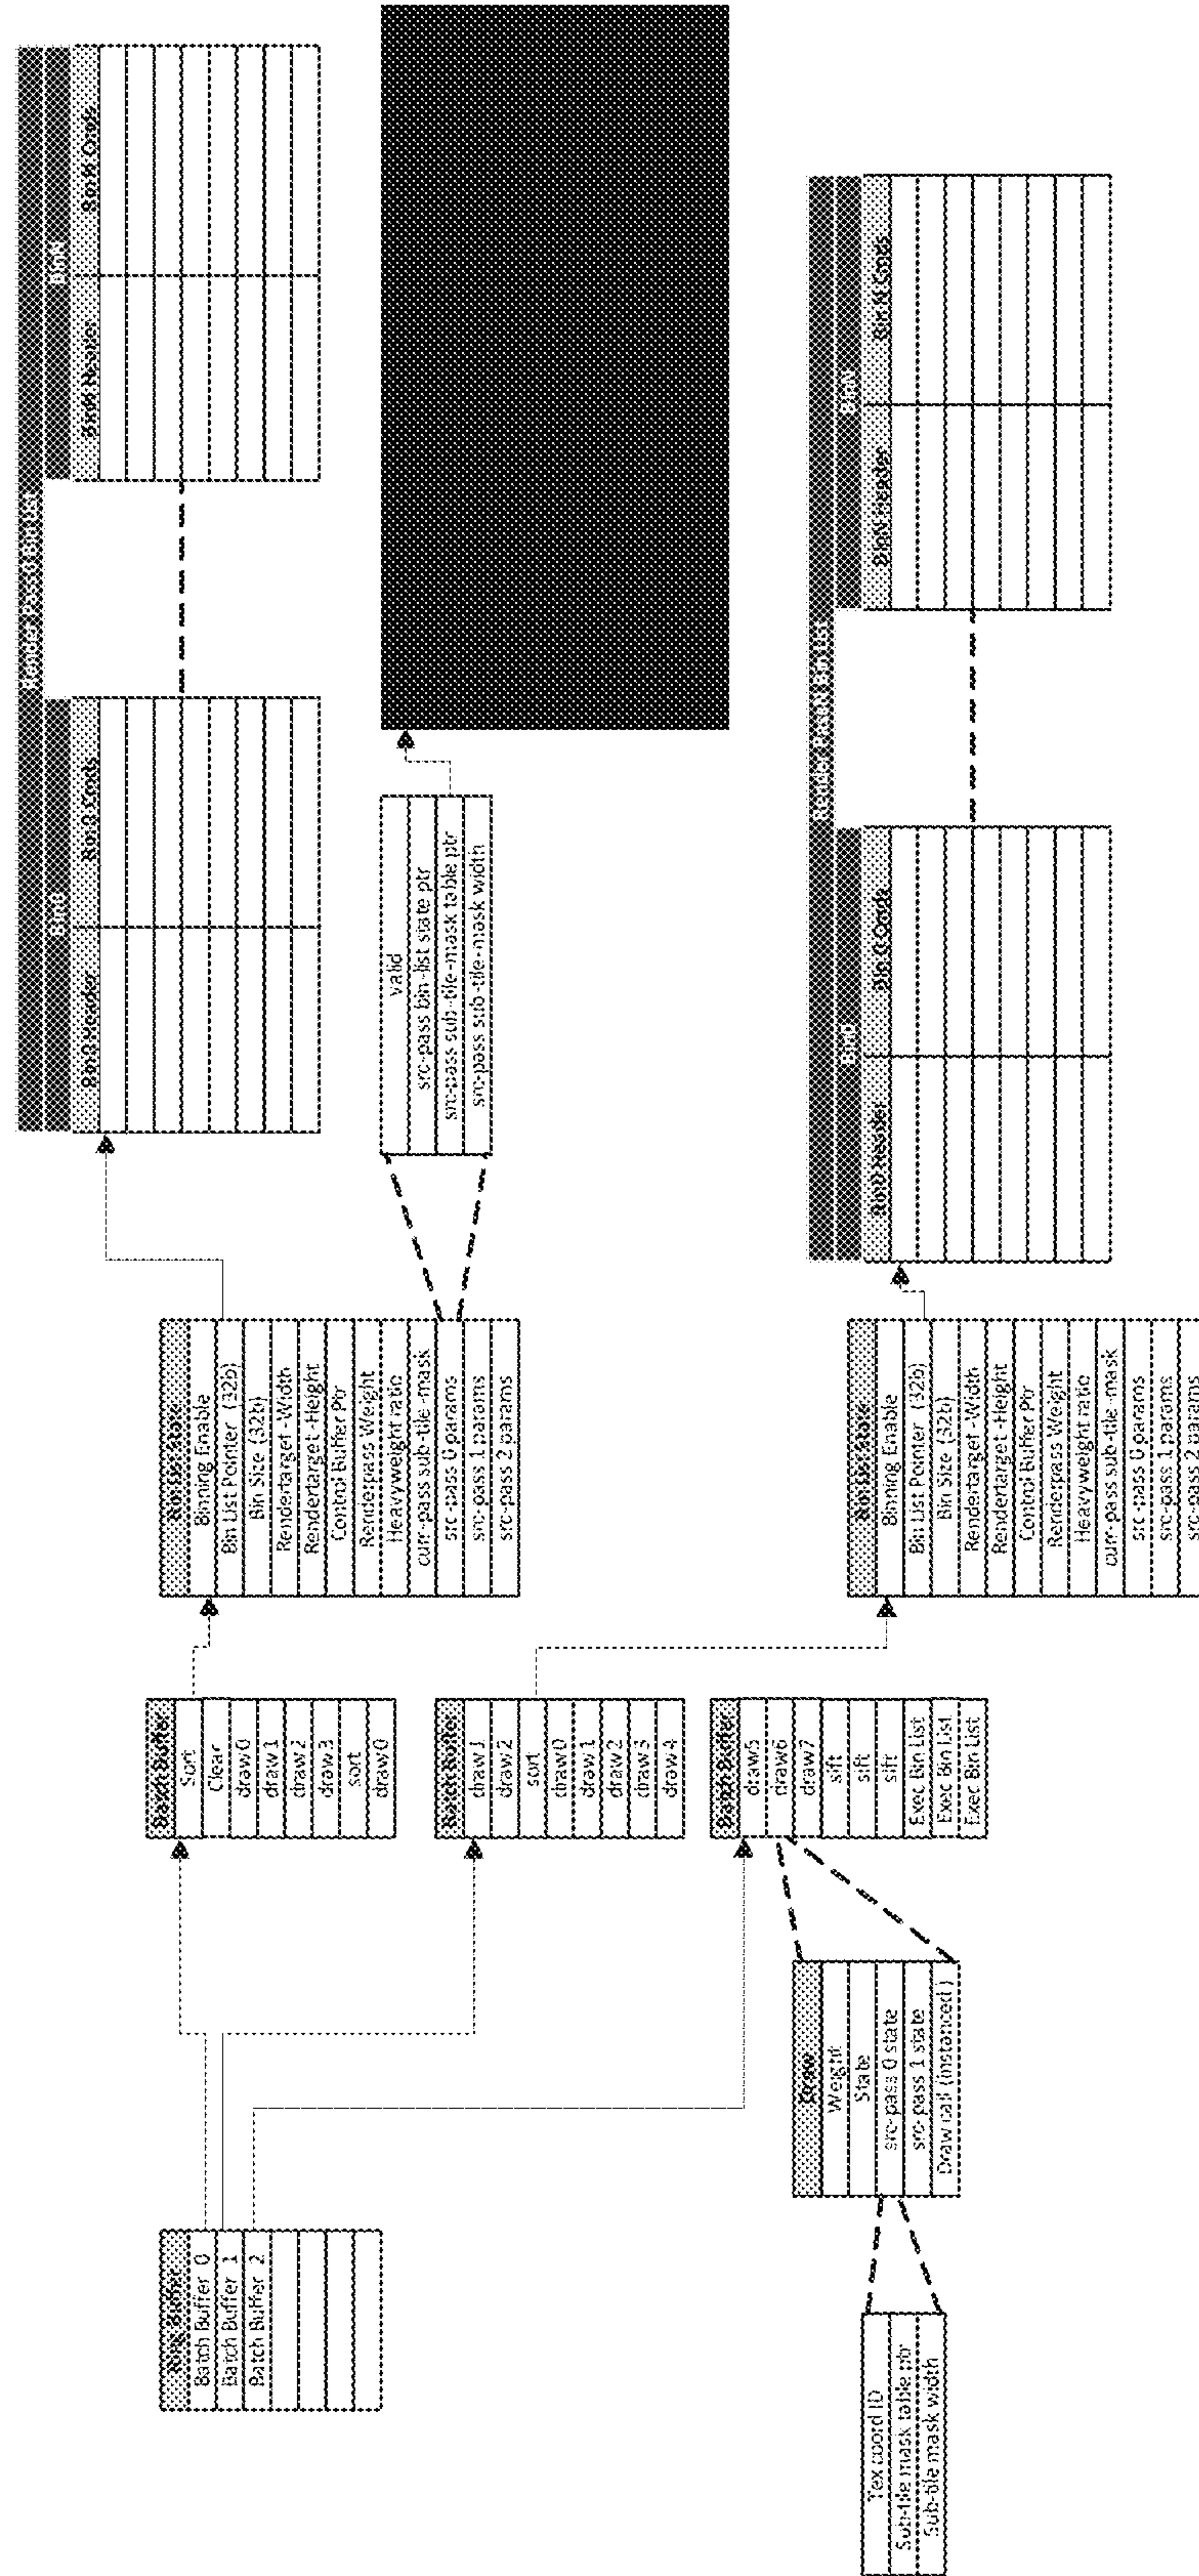 Ring Buffer
Batch Buffer 0
Batch Buffer 1
Batch Buffer 2
Tex coord ID
Sub-tile mask table ptr
Sub-tile mask width
Draw
Weight
State
src-pass 0 state
src-pass 1 state
Draw call (instanced)
Batch Buffer
Sort
Clear
draw0
draw1
draw2
draw3
sort
draw0
Batch Buffer
draw1
draw2
sort
draw0
draw1
draw2
draw3
draw4
Batch Buffer
draw5
draw6
draw7
sift
sift
sift
Exec Bin List
Exec Bin List
Exec Bin List
Bin List State
Binning Enable
Bin List Pointer (32b)
Bin Size (32b)
Rendertarget -Width
Rendertarget -Height
Control Buffer Ptr
Renderpass Weight
Heavyweight ratio
curr-pass sub-tile-mask
src-pass 0 params
src-pass 1 params
src-pass 2 params
Bin List State
Binning Enable
Bin List Pointer (32b)
Bin Size (32b)
Rendertarget -Width
Rendertarget -Height
Control Buffer Ptr
Renderpass Weight
Heavyweight ratio
curr-pass sub-tile-mask
src-pass 0 params
src-pass 1 params
src-pass 2 params
valid
src-pass bin-list state ptr
src-pass sub-tile-mask table ptr
src-pass sub-tile-mask width
Bin0
Bin 0 Header
Bin 0 Cmds
BinN
Bin N Header
Bin N Cmds
Bin0
Bin 0 Header
Bin 0 Cmds
BinN
Bin N Header
Bin N Cmds